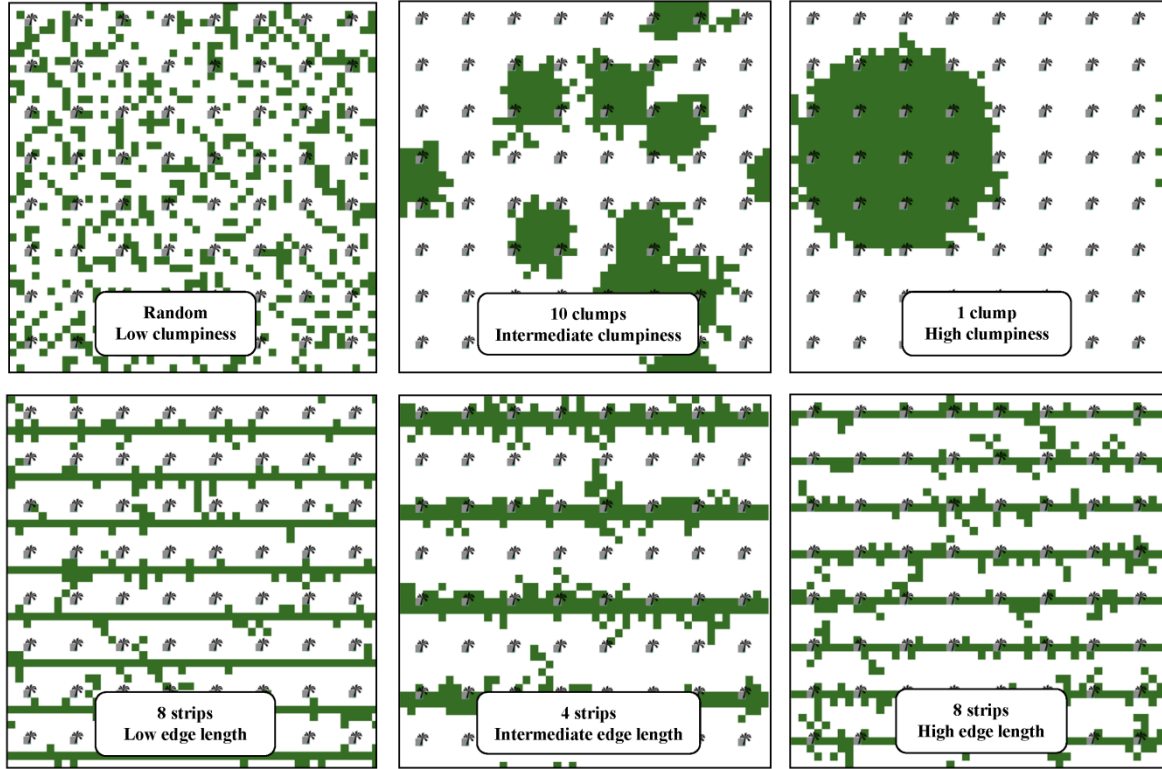 Random
Low clumpiness
10 clumps
Intermediate clumpiness
1 clump
High clumpiness
8 strips
Low edge length
4 strips
Intermediate edge length
8 strips
High edge length